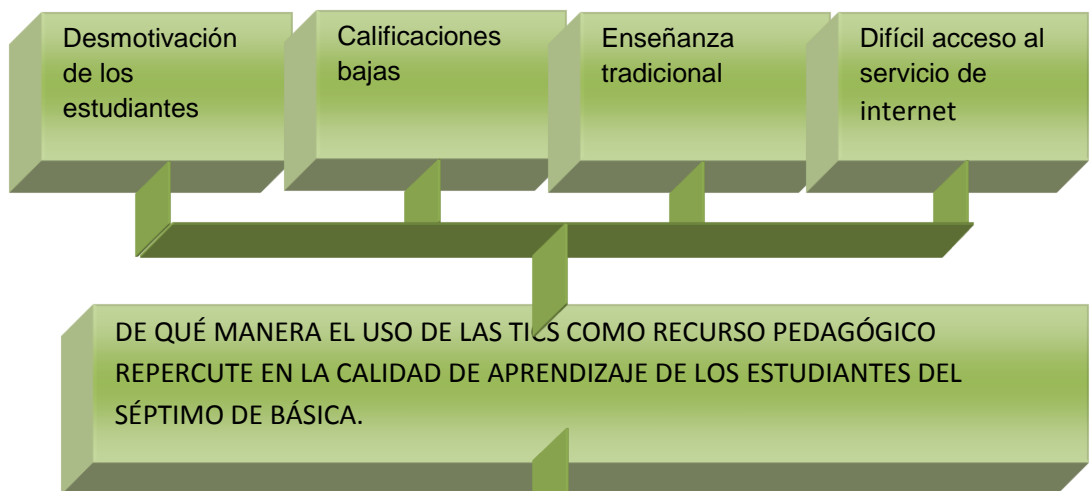 Desmotivación
de los
estudiantes
Calificaciones
bajas
Enseñanza
tradicional
Difícil acceso al
servicio de
internet
DE QUÉ MANERA EL USO DE LAS TICS COMO RECURSO PEDAGÓGICO
REPERCUTE EN LA CALIDAD DE APRENDIZAJE DE LOS ESTUDIANTES DEL
SÉPTIMO DE BÁSICA.